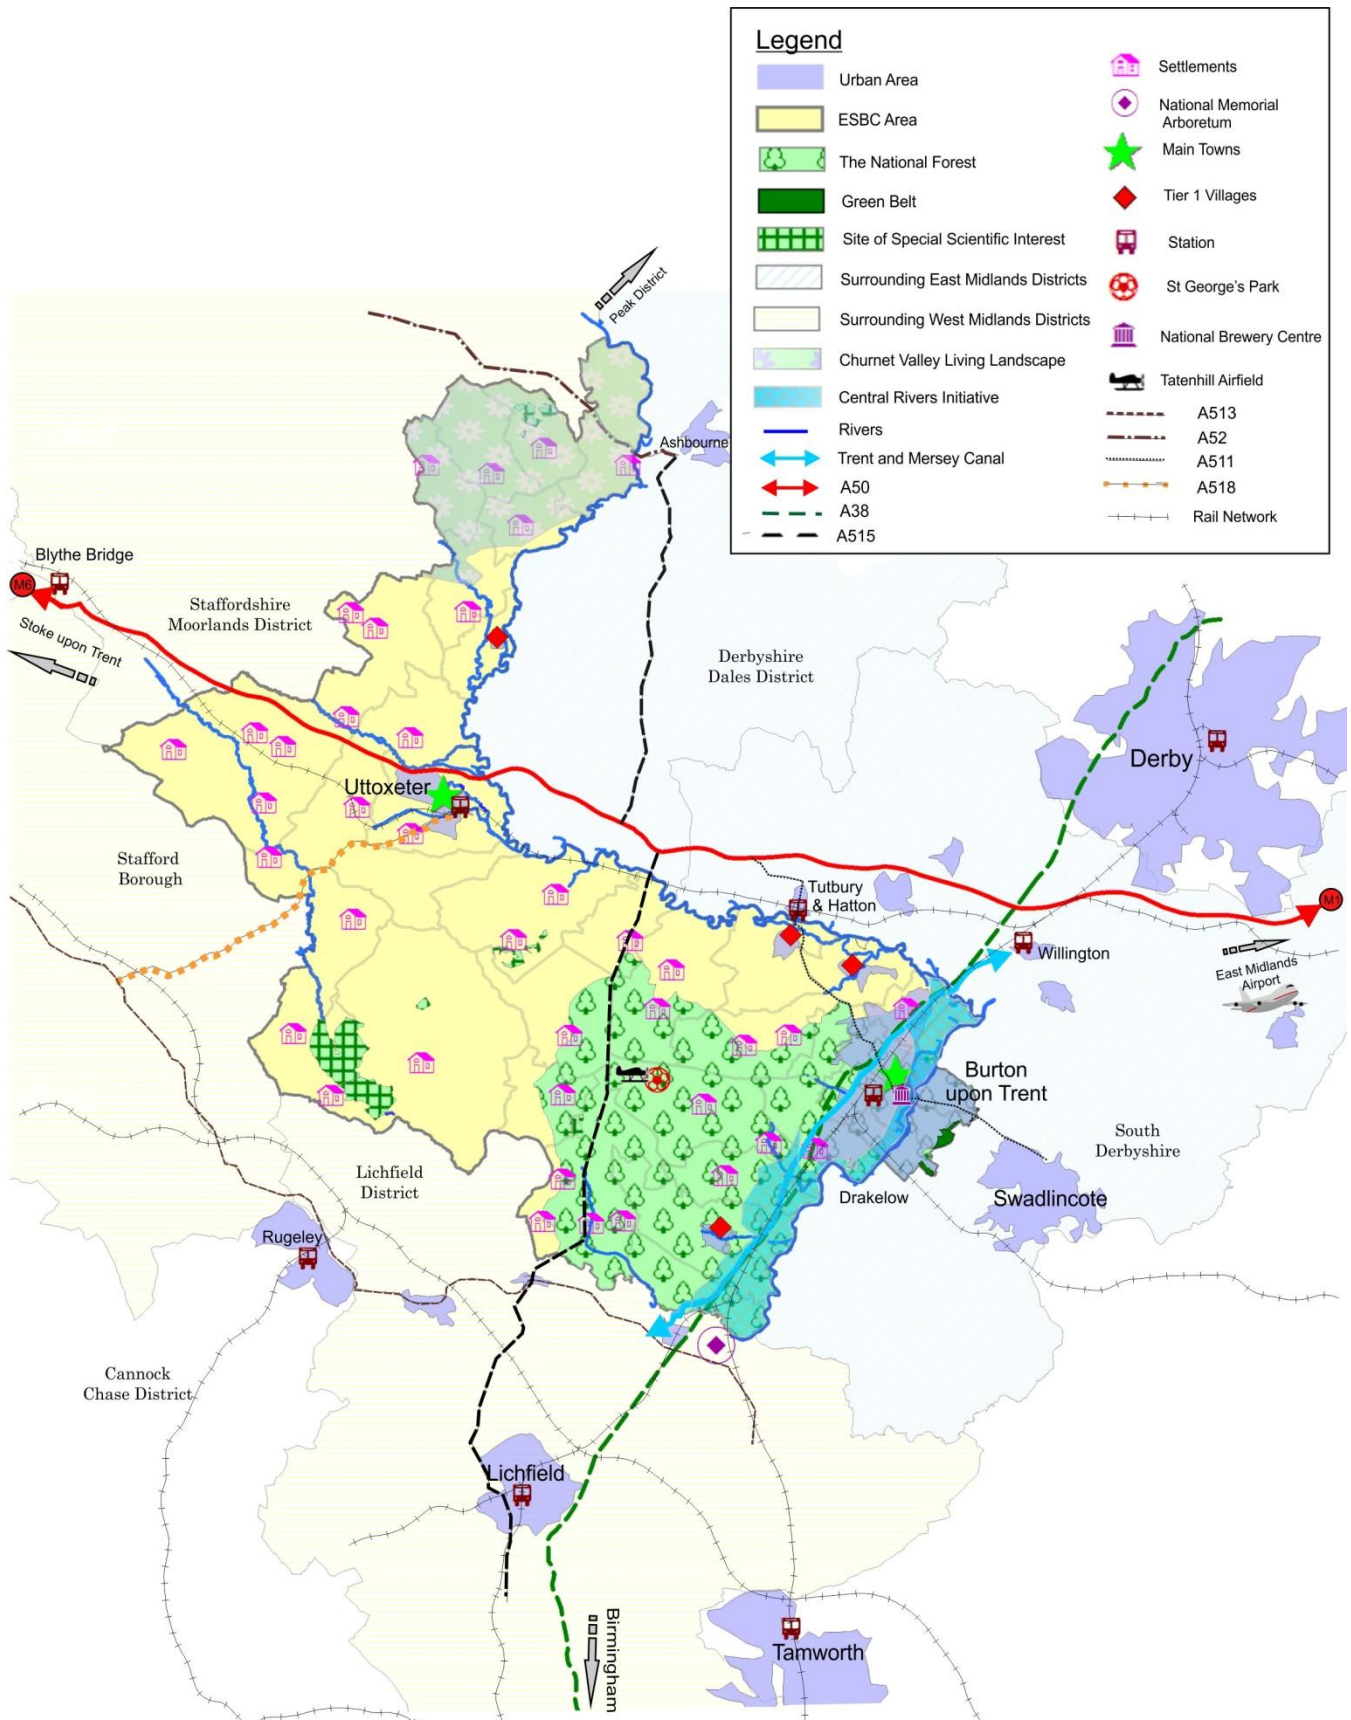 Legend
Urban Area
ESBC Area
The National Forest
Green Belt
Site of Special Scientific Interest
Surrounding East Midlands Districts
Surrounding West Midlands Districts
Churnet Valley Living Landscape
Central Rivers Initiative
Rivers
Trent and Mersey Canal
A50
A38
A515
Settlements
National Memorial
Arboretum
Main Towns
Tier 1 Villages
Station
St George's Park
National Brewery Centre
Tatenhill Airfield
A513
A52
A511
A518
Rail Network
Peak District
Ashbourne
Blythe Bridge
M6
Stoke upon Trent
Staffordshire
Moorlands District
Derbyshire
Dales District
Derby
Uttoxeter
Stafford
Borough
Tutbury
& Hatton
M1
Willington
East Midlands
Airport
Burton
upon Trent
South
Derbyshire
Lichfield
District
Drakelow
Swadlincote
Rugeley
Cannock
Chase District
Lichfield
Birmingham
Tamworth